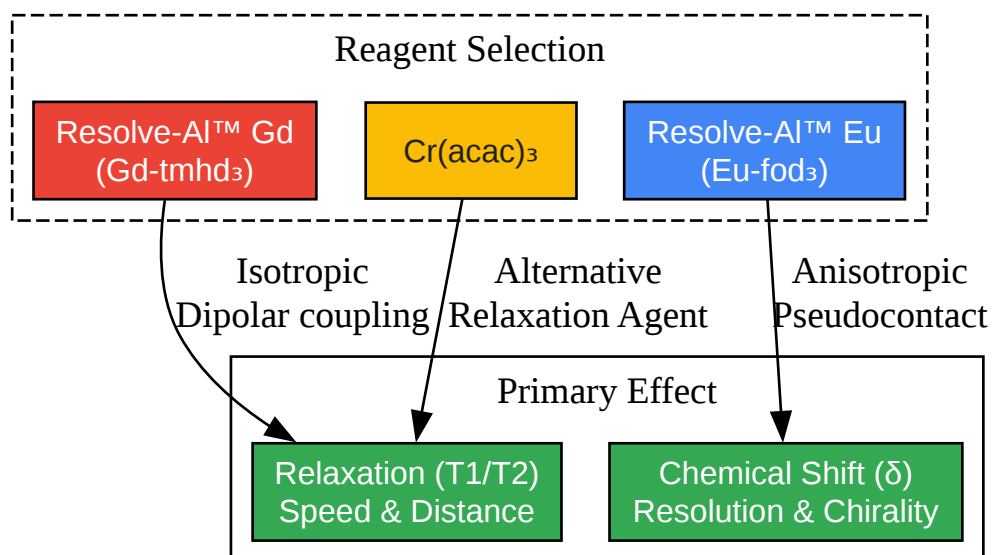 Reagent Selection
Resolve-Al™ Gd
(Gd-tmhd₃)
Cr(acac)₃
Resolve-Al™ Eu
(Eu-fod₃)
Isotropic
Dipolar coupling
Alternative
Relaxation Agent
Anisotropic
Pseudocontact
Primary Effect
Relaxation (T1/T2)
Speed & Distance
Chemical Shift (δ)
Resolution & Chirality